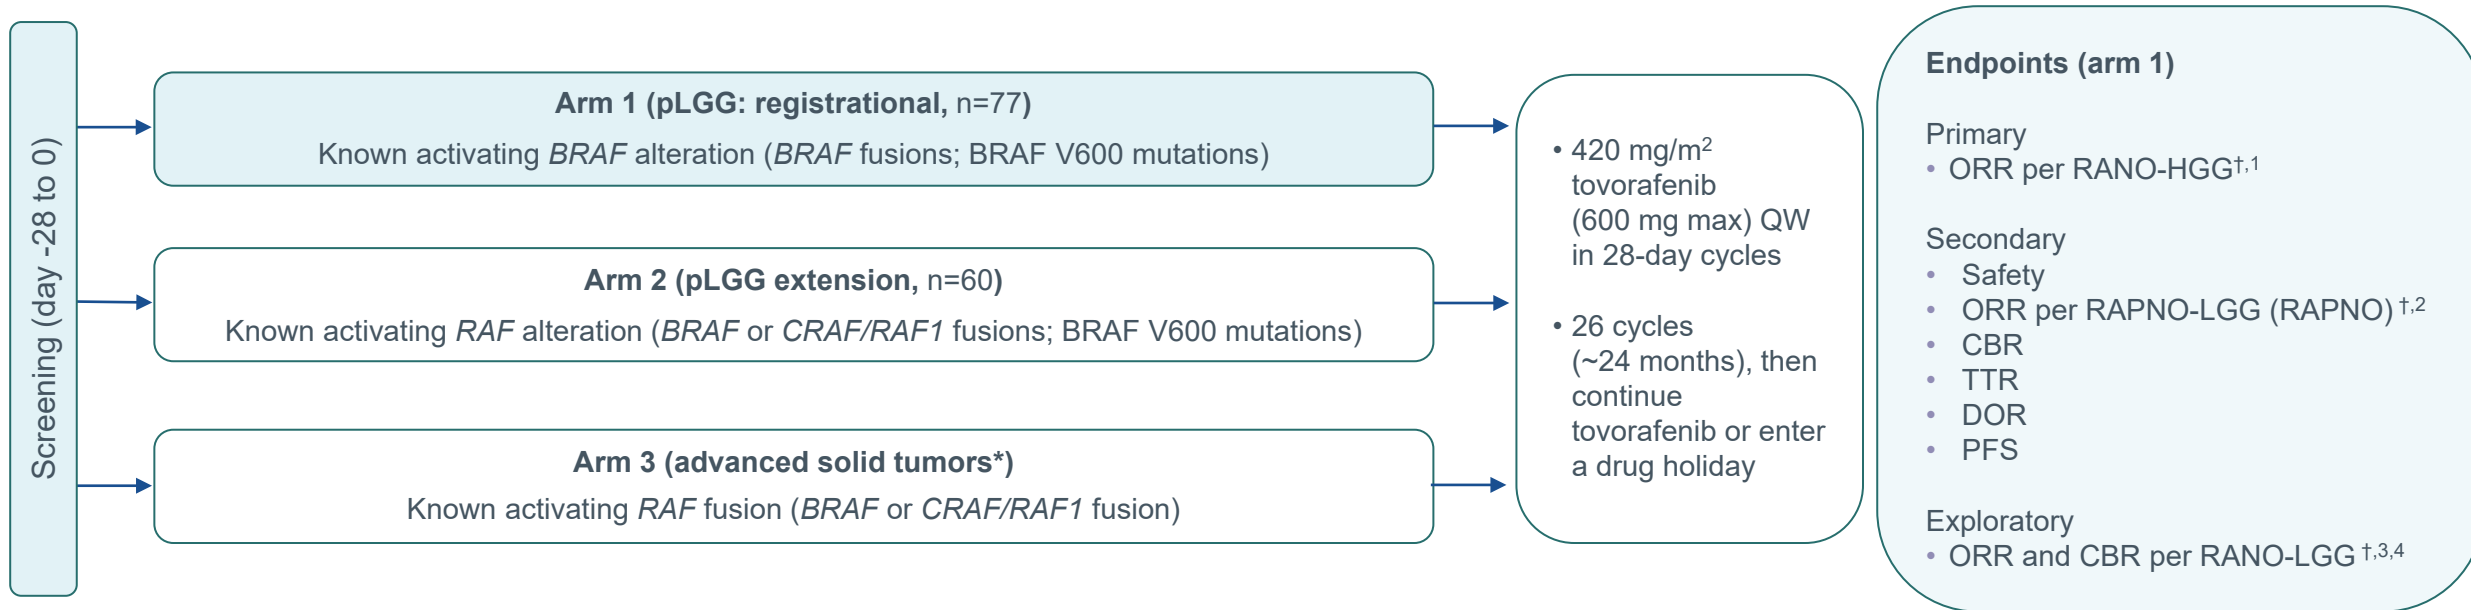 Screening (day -28 to 0)
Arm 1 (pLGG: registrational, n=77)
Known activating BRAF alteration (BRAF fusions; BRAF V600 mutations)
Arm 2 (pLGG extension, n=60)
Known activating RAF alteration (BRAF or CRAF/RAF1 fusions; BRAF V600 mutations)
Arm 3 (advanced solid tumors*)
Known activating RAF fusion (BRAF or CRAF/RAF1 fusion)
• 420 mg/m²
tovorafenib
(600 mg max) QW
in 28-day cycles
• 26 cycles
(~24 months), then
continue
tovorafenib or enter
a drug holiday
Endpoints (arm 1)
Primary
• ORR per RANO-HGG†,1
Secondary
• Safety
• ORR per RAPNO-LGG (RAPNO) †,2
• CBR
• TTR
• DOR
• PFS
Exploratory
• ORR and CBR per RANO-LGG †,3,4